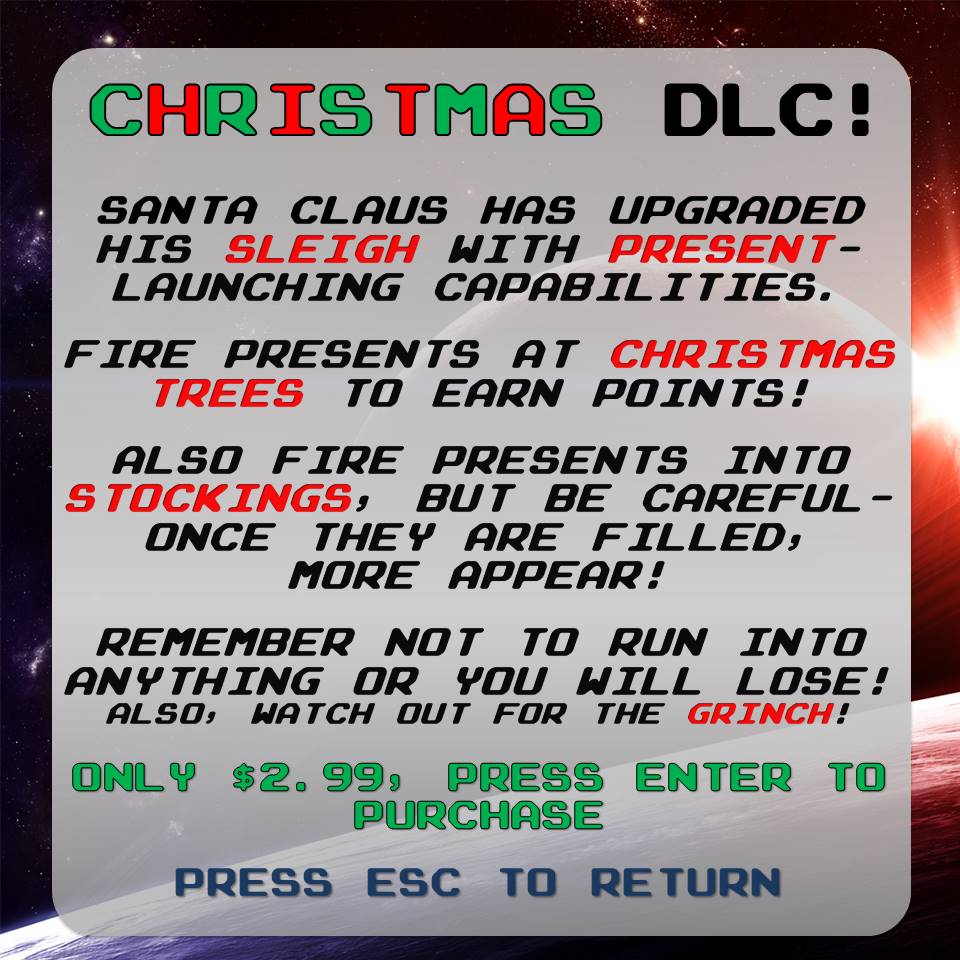 CHRISTMAS DLC!
SANTA CLAUS HAS UPGRADED
HIS SLEIGH WITH PRESENT-
LAUNCHING CAPABILITIES.
FIRE PRESENTS AT CHRISTMAS
TREES TO EARN POINTS!
ALSO FIRE PRESENTS INTO
STOCKINGS, BUT BE CAREFUL-
ONCE THEY ARE FILLED,
MORE APPEAR!
REMEMBER NOT TO RUN INTO
ANYTHING OR YOU WILL LOSE!
ALSO, WATCH OUT FOR THE GRINCH!
ONLY $2.99, PRESS ENTER TO
PURCHASE
PRESS ESC TO RETURN